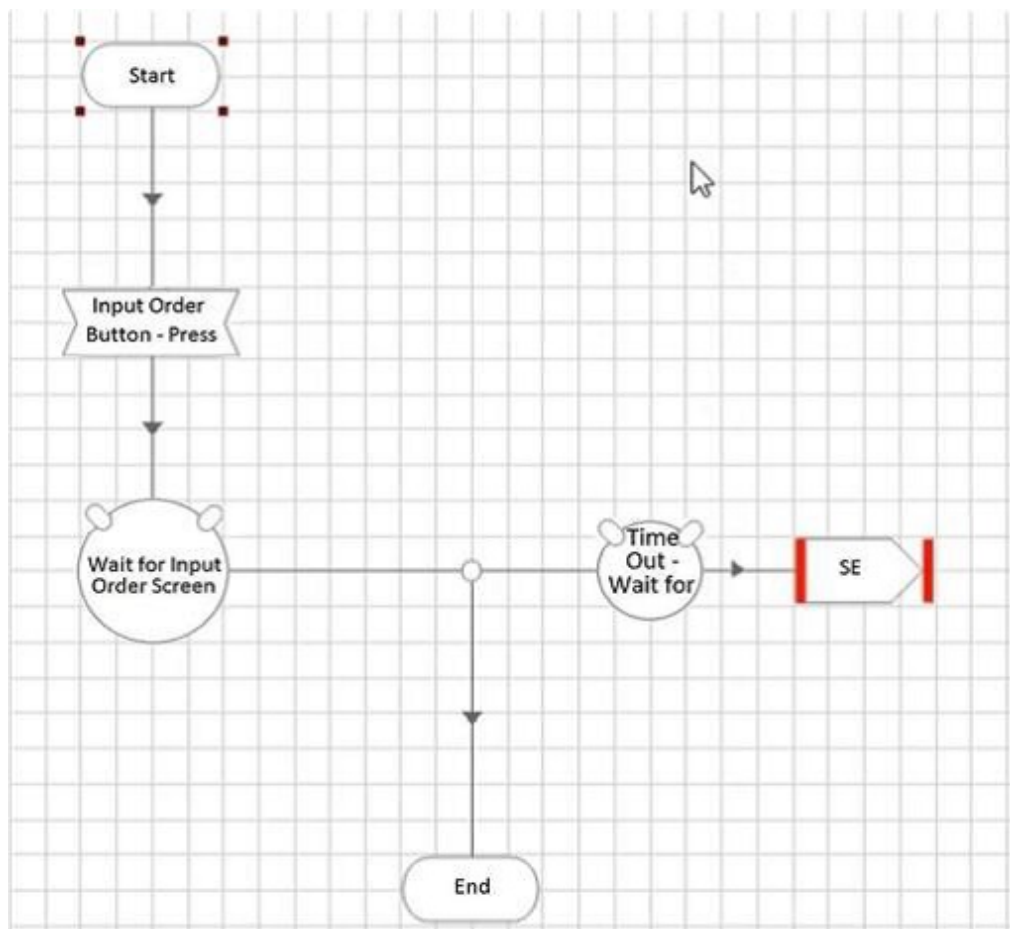 Start
Input Order
Button - Press
Wait for Input
Order Screen
Time
Out -
Wait for
SE
End